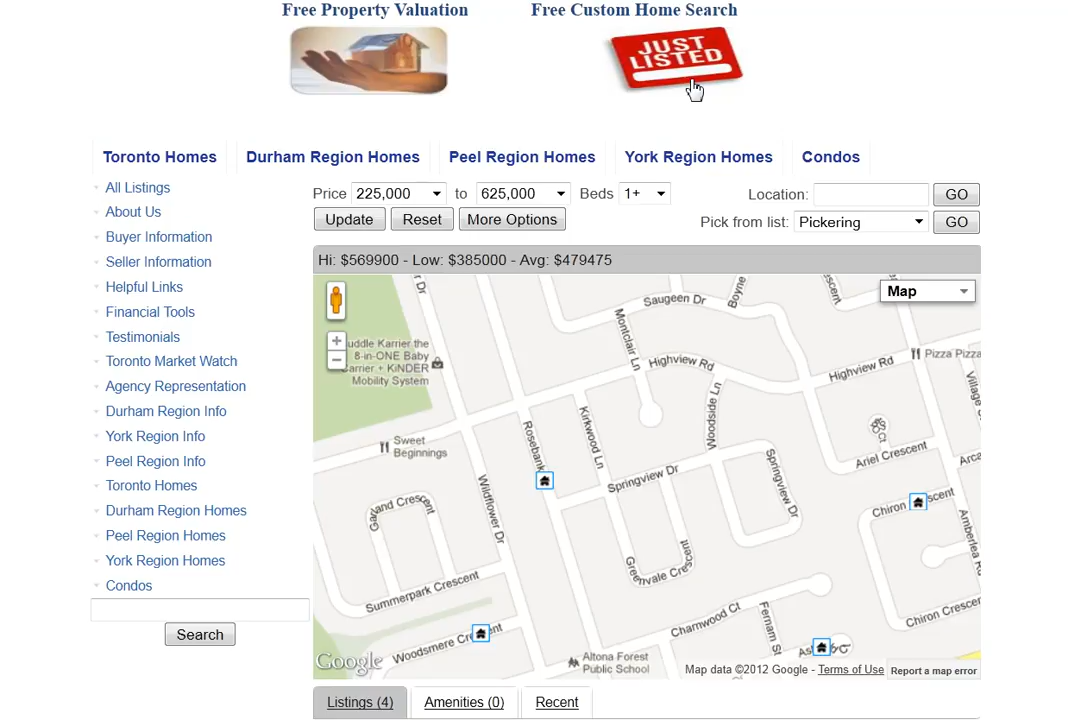 Free Property Valuation
Free Custom Home Search
JUST
LISTED
Toronto Homes
Durham Region Homes
Peel Region Homes
York Region Homes
Condos
All Listings
About Us
Buyer Information
Seller Information
Helpful Links
Financial Tools
Testimonials
Toronto Market Watch
Agency Representation
Durham Region Info
York Region Info
Peel Region Info
Toronto Homes
Durham Region Homes
Peel Region Homes
York Region Homes
Condos
Search
Price 225,000 to 625,000 Beds 1+
Location: GO
Update Reset More Options
Pick from list: Pickering GO
Hi: $569900 - Low: $385000 - Avg: $479475
Map
+
−
Saugeen Dr
Boyne
Montclair Ln
Highview Rd
Highview Rd
Pizza Pizza
Village
uddle Karrier the
8-in-ONE Baby
Carrier + KiNDER
Mobility System
Woodside Ln
Kirkwood Ln
Rosebank
Sweet
Beginnings
Springview Dr
Springview Dr
Ariel Crescent
Wildflower Dr
Garland Crescent
Chiron Crescent
Amberlea Rd
Greenvale Crescent
Summerpark Crescent
Chiron Crescent
Charnwood Ct
Fernam St
Woodsmere Crescent
Altona Forest
Public School
Google
Map data ©2012 Google - Terms of Use
Report a map error
Listings (4)
Amenities (0)
Recent